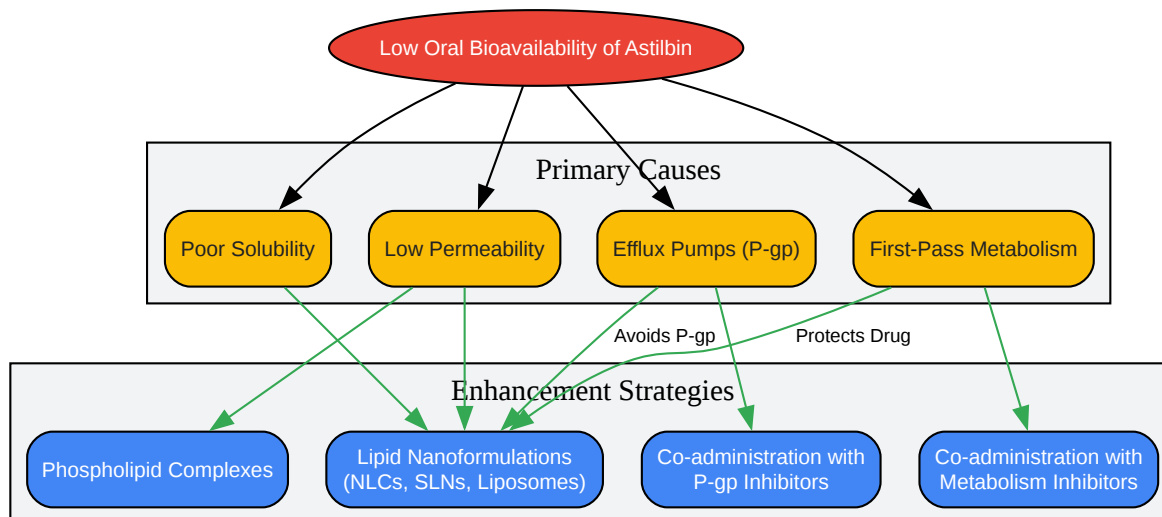 Low Oral Bioavailability of Astilbin
Primary Causes
Poor Solubility
Low Permeability
Efflux Pumps (P-gp)
First-Pass Metabolism
Avoids P-gp
Protects Drug
Enhancement Strategies
Phospholipid Complexes
Lipid Nanoformulations
(NLCs, SLNs, Liposomes)
Co-administration with
P-gp Inhibitors
Co-administration with
Metabolism Inhibitors